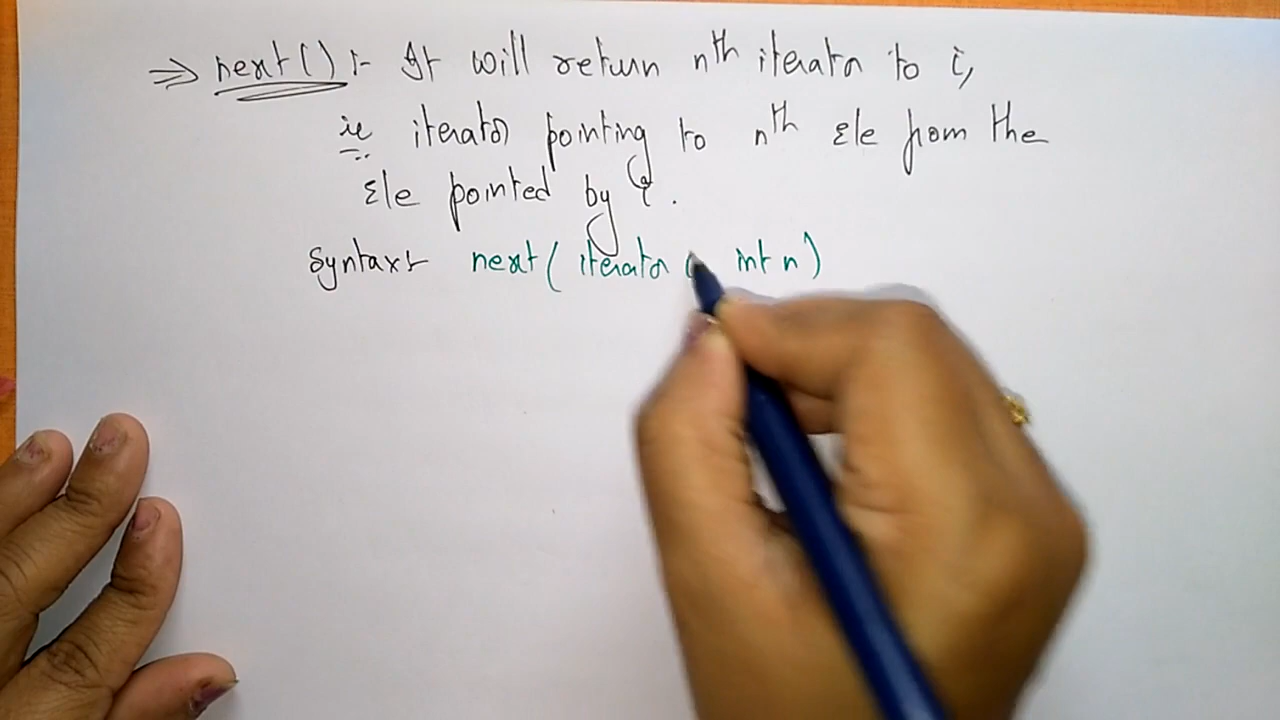 => next() :- It will return nth iterator to i,
ie iterator pointing to nth Ele from the
Ele pointed by i.
Syntax:- next( iterator int n)